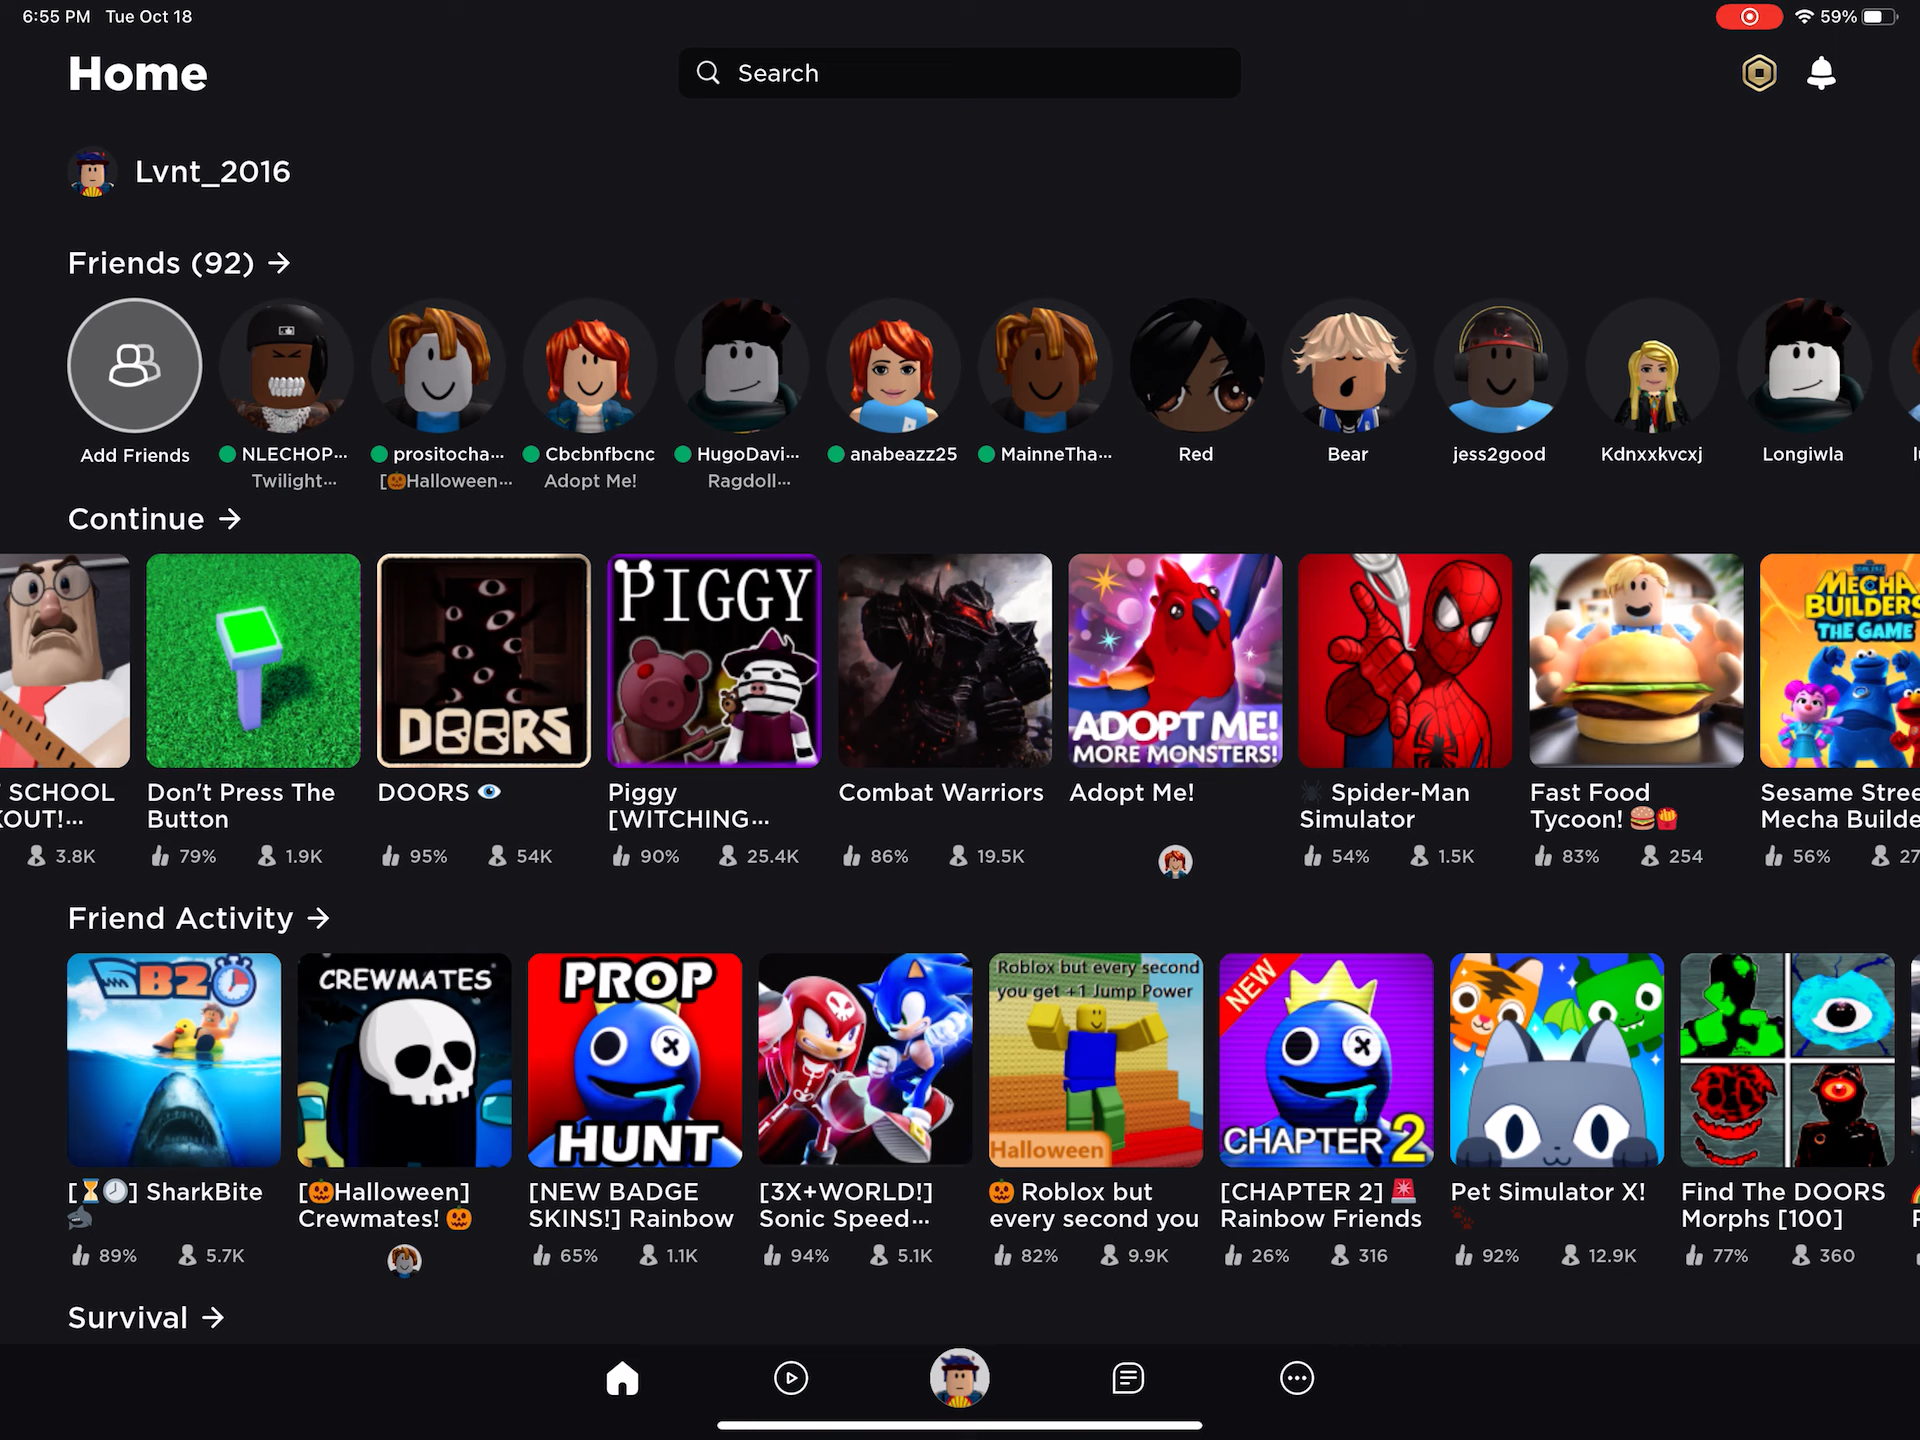 6:55 PM Tue Oct 18
59%
Home
Search
Lvnt_2016
Friends (92) →
Add Friends
NLECHOP...
Twilight...
prositocha...
[🎃Halloween...
Cbcbnfbcnc
Adopt Me!
HugoDavi...
Ragdoll...
anabeazz25
MainneTha...
Red
Bear
jess2good
Kdnxxkvcxj
Longiwla
Continue →
PIGGY
DOORS
ADOPT ME!
MORE MONSTERS!
MECHA
BUILDERS
THE GAME
SCHOOL
OUT!...
3.8K
Don't Press The
Button
79% 1.9K
DOORS 👁
95% 54K
Piggy
[WITCHING...
90% 25.4K
Combat Warriors
86% 19.5K
Adopt Me!
🕷 Spider-Man
Simulator
54% 1.5K
Fast Food
Tycoon! 🍔🍟
83% 254
Sesame Stree
Mecha Builde
56% 27
Friend Activity →
SB2
CREWMATES
PROP
HUNT
Roblox but every second
you get +1 Jump Power
Halloween
NEW
CHAPTER 2
[⏳🕗] SharkBite
🦈
89% 5.7K
[🎃Halloween]
Crewmates! 🎃
[NEW BADGE
SKINS!] Rainbow
65% 1.1K
[3X+WORLD!]
Sonic Speed...
94% 5.1K
🎃 Roblox but
every second you
82% 9.9K
[CHAPTER 2] 🚨
Rainbow Friends
26% 316
Pet Simulator X!
🐾
92% 12.9K
Find The DOORS
Morphs [100]
77% 360
Survival →